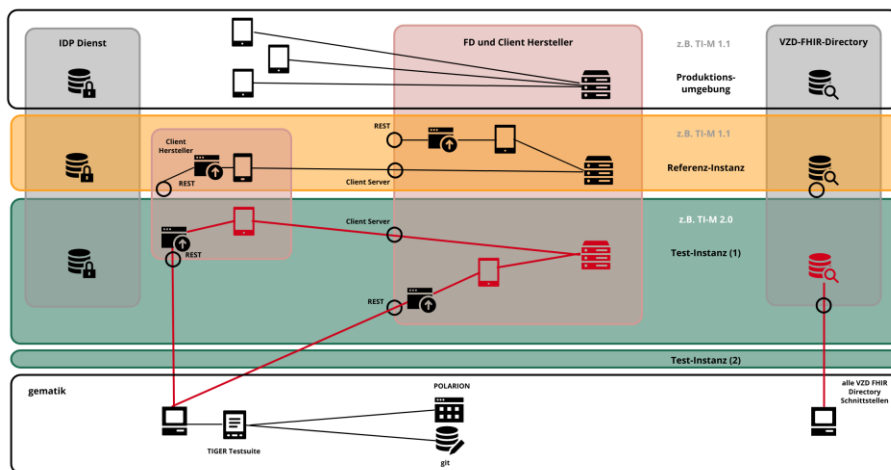 IDP Dienst
FD und Client Hersteller
z.B. TI-M 1.1
VZD-FHIR-Directory
Produktions-
umgebung
Client
Hersteller
REST
REST
Client Server
z.B. TI-M 1.1
Referenz-Instanz
Client Server
REST
REST
z.B. TI-M 2.0
Test-Instanz (1)
Test-Instanz (2)
gematik
TIGER Testsuite
POLARION
git
alle VZD FHIR
Directory
Schnittstellen